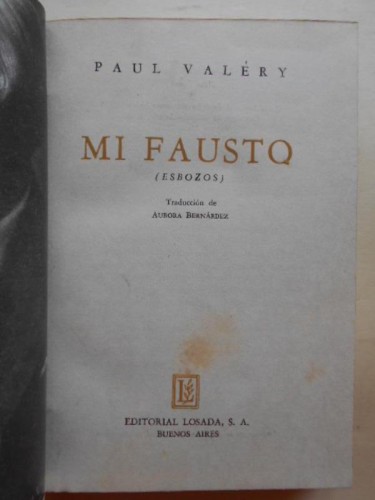 PAUL VALÉRY
MI FAUSTO
(ESBOZOS)
Traducción de
AURORA BERNÁRDEZ
EDITORIAL LOSADA, S. A.
BUENOS AIRES